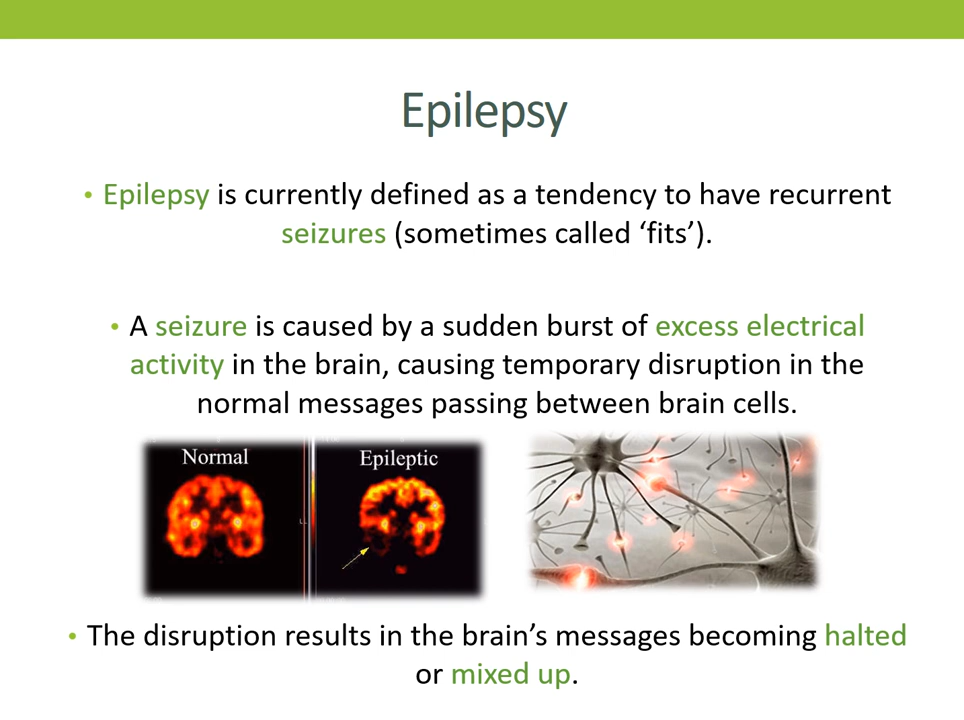 Epilepsy
• Epilepsy is currently defined as a tendency to have recurrent
seizures (sometimes called ‘fits’).
• A seizure is caused by a sudden burst of excess electrical
activity in the brain, causing temporary disruption in the
normal messages passing between brain cells.
Normal
Epileptic
• The disruption results in the brain’s messages becoming halted
or mixed up.